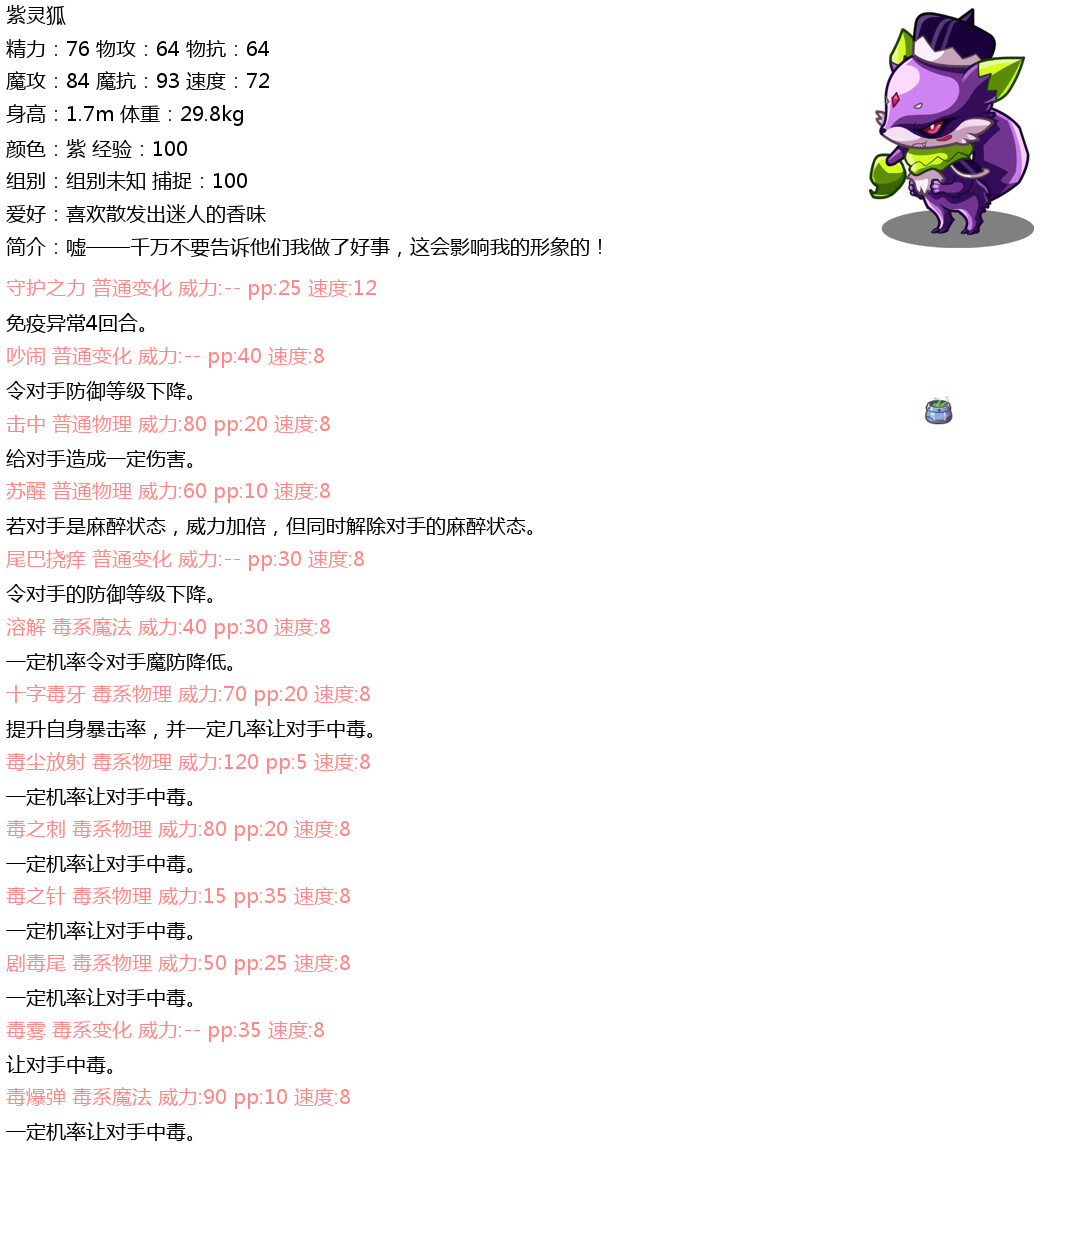 紫灵狐
精力：76 物攻：64 物抗：64
魔攻：84 魔抗：93 速度：72
身高：1.7m 体重：29.8kg
颜色：紫 经验：100
组别：组别未知 捕捉：100
爱好：喜欢散发出迷人的香味
简介：嘘——千万不要告诉他们我做了好事，这会影响我的形象的！
守护之力 普通变化 威力:-- pp:25 速度:12
免疫异常4回合。
吵闹 普通变化 威力:-- pp:40 速度:8
令对手防御等级下降。
击中 普通物理 威力:80 pp:20 速度:8
给对手造成一定伤害。
苏醒 普通物理 威力:60 pp:10 速度:8
若对手是麻醉状态，威力加倍，但同时解除对手的麻醉状态。
尾巴挠痒 普通变化 威力:-- pp:30 速度:8
令对手的防御等级下降。
溶解 毒系魔法 威力:40 pp:30 速度:8
一定机率令对手魔防降低。
十字毒牙 毒系物理 威力:70 pp:20 速度:8
提升自身暴击率，并一定几率让对手中毒。
毒尘放射 毒系物理 威力:120 pp:5 速度:8
一定机率让对手中毒。
毒之刺 毒系物理 威力:80 pp:20 速度:8
一定机率让对手中毒。
毒之针 毒系物理 威力:15 pp:35 速度:8
一定机率让对手中毒。
剧毒尾 毒系物理 威力:50 pp:25 速度:8
一定机率让对手中毒。
毒雾 毒系变化 威力:-- pp:35 速度:8
让对手中毒。
毒爆弹 毒系魔法 威力:90 pp:10 速度:8
一定机率让对手中毒。